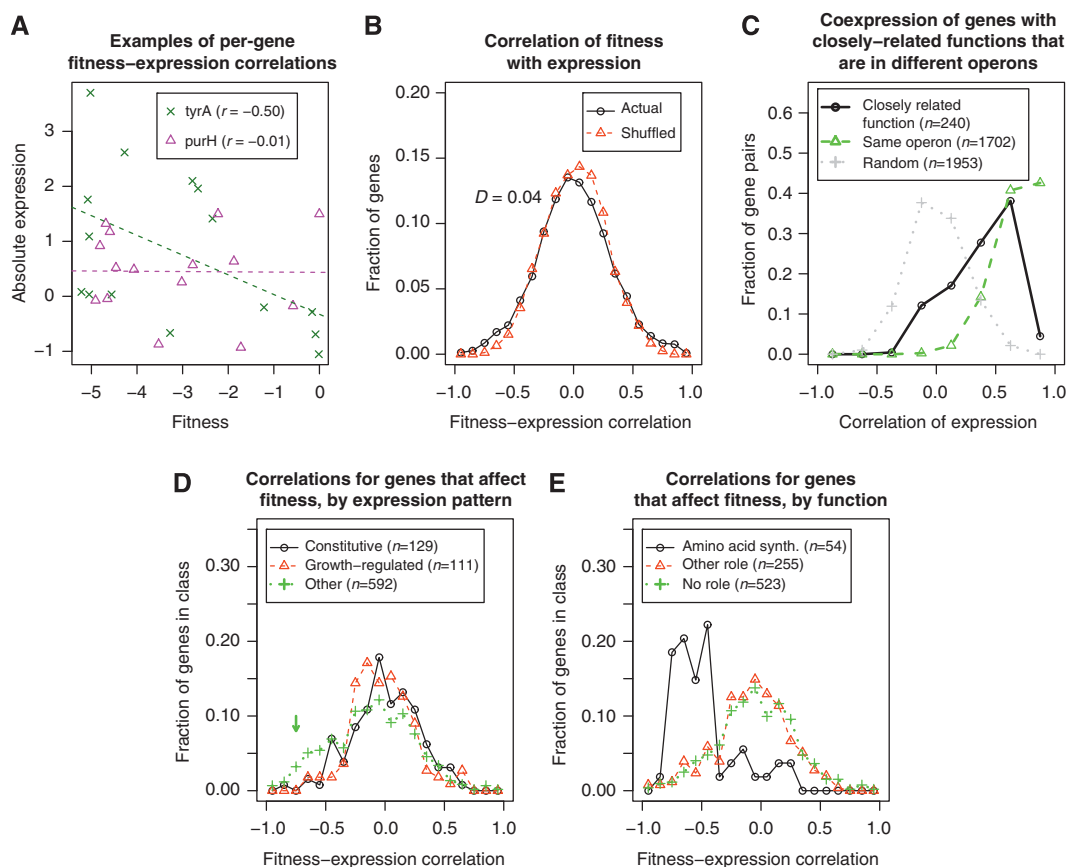 A
Examples of per-gene
fitness–expression correlations
tyrA (r = –0.50)
purH (r = –0.01)
Absolute expression
3
2
1
0
–1
–5
–4
–3
–2
–1
0
Fitness
B
Correlation of fitness
with expression
Actual
Shuffled
D = 0.04
Fraction of genes
0.20
0.15
0.10
0.05
0.00
–1.0
–0.5
0.0
0.5
1.0
Fitness–expression correlation
C
Coexpression of genes with
closely–related functions that
are in different operons
Closely related
function (n=240)
Same operon (n=1702)
Random (n=1953)
Fraction of gene pairs
0.6
0.4
0.3
0.2
0.1
0.0
–1.0
–0.5
0.0
0.5
1.0
Correlation of expression
D
Correlations for genes that affect
fitness, by expression pattern
Constitutive (n=129)
Growth–regulated (n=111)
Other (n=592)
Fraction of genes in class
0.30
0.20
0.10
0.00
–1.0
–0.5
0.0
0.5
1.0
Fitness–expression correlation
E
Correlations for genes
that affect fitness, by function
Amino acid synth. (n=54)
Other role (n=255)
No role (n=523)
Fraction of genes in class
0.30
0.20
0.10
0.00
–1.0
–0.5
0.0
0.5
1.0
Fitness–expression correlation